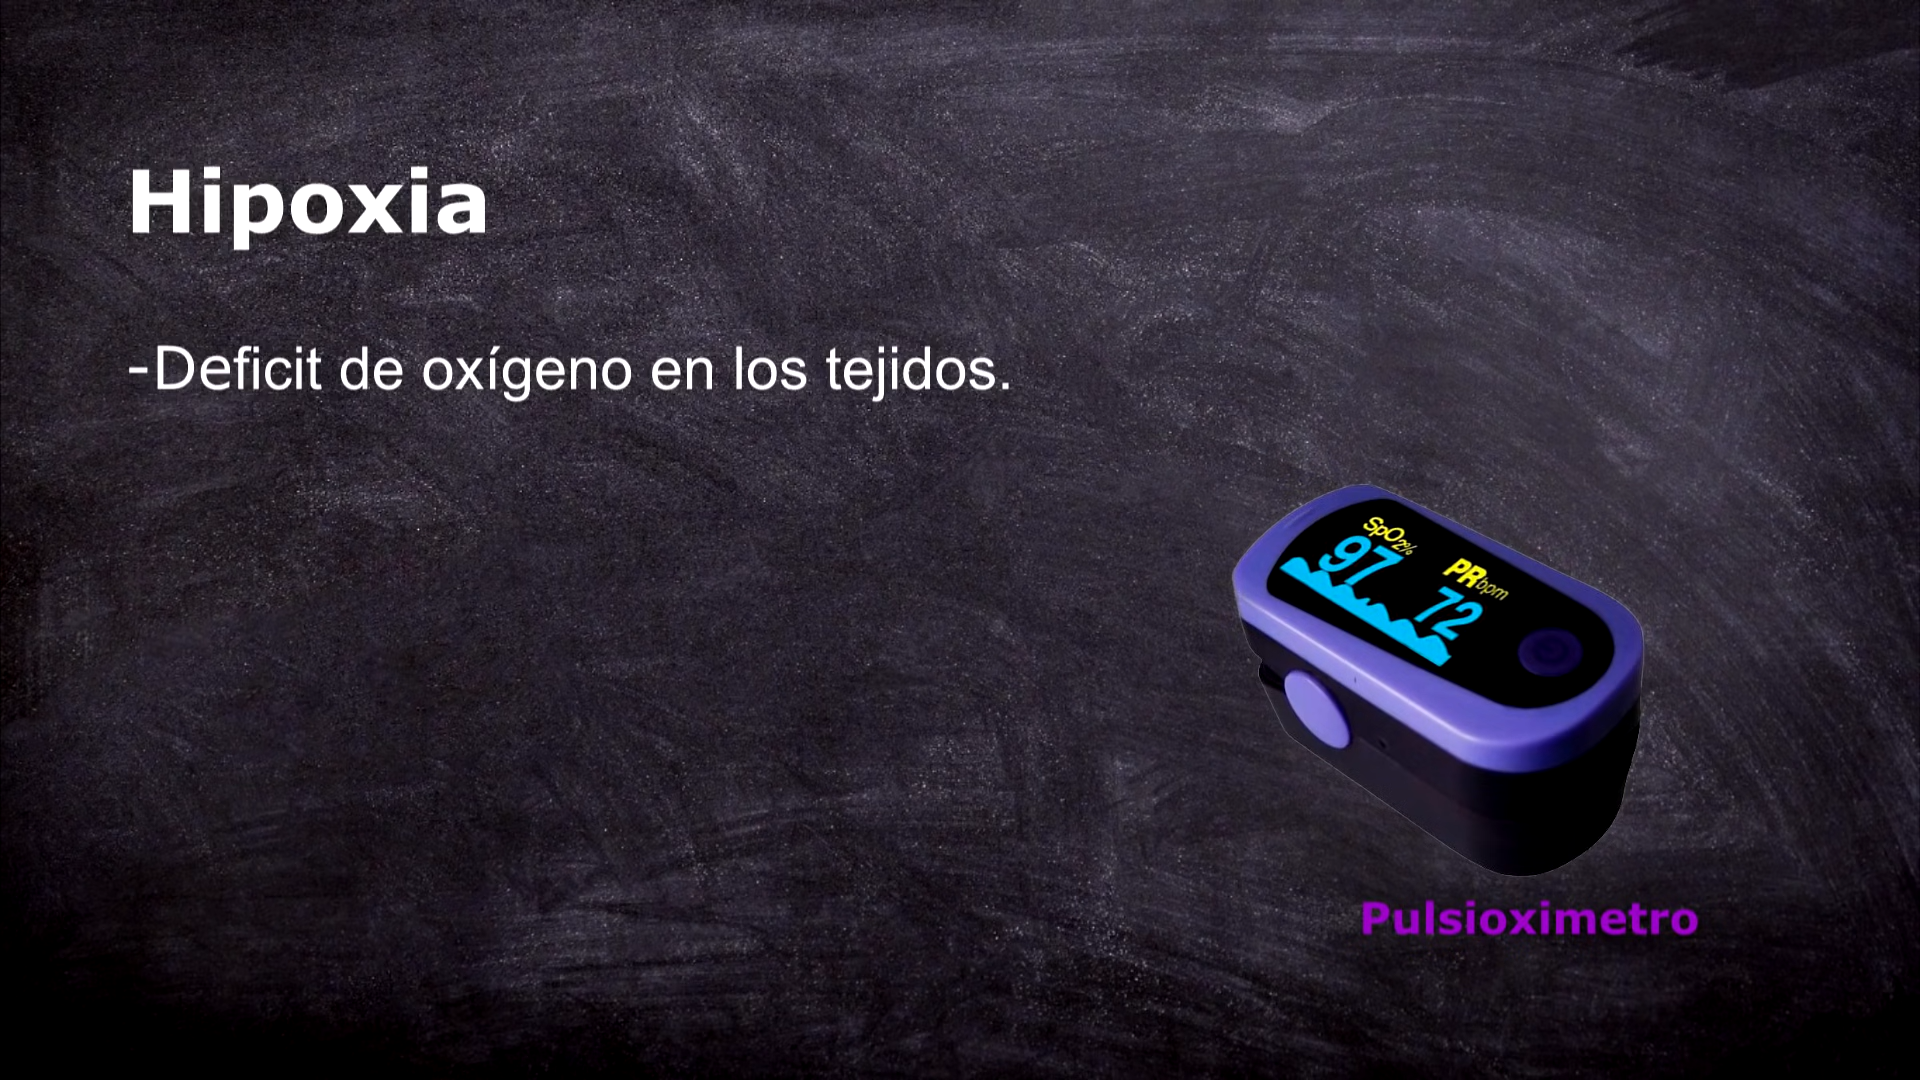 Hipoxia
-Deficit de oxígeno en los tejidos.
SpO2%
97
PRbpm
72
Pulsioximetro